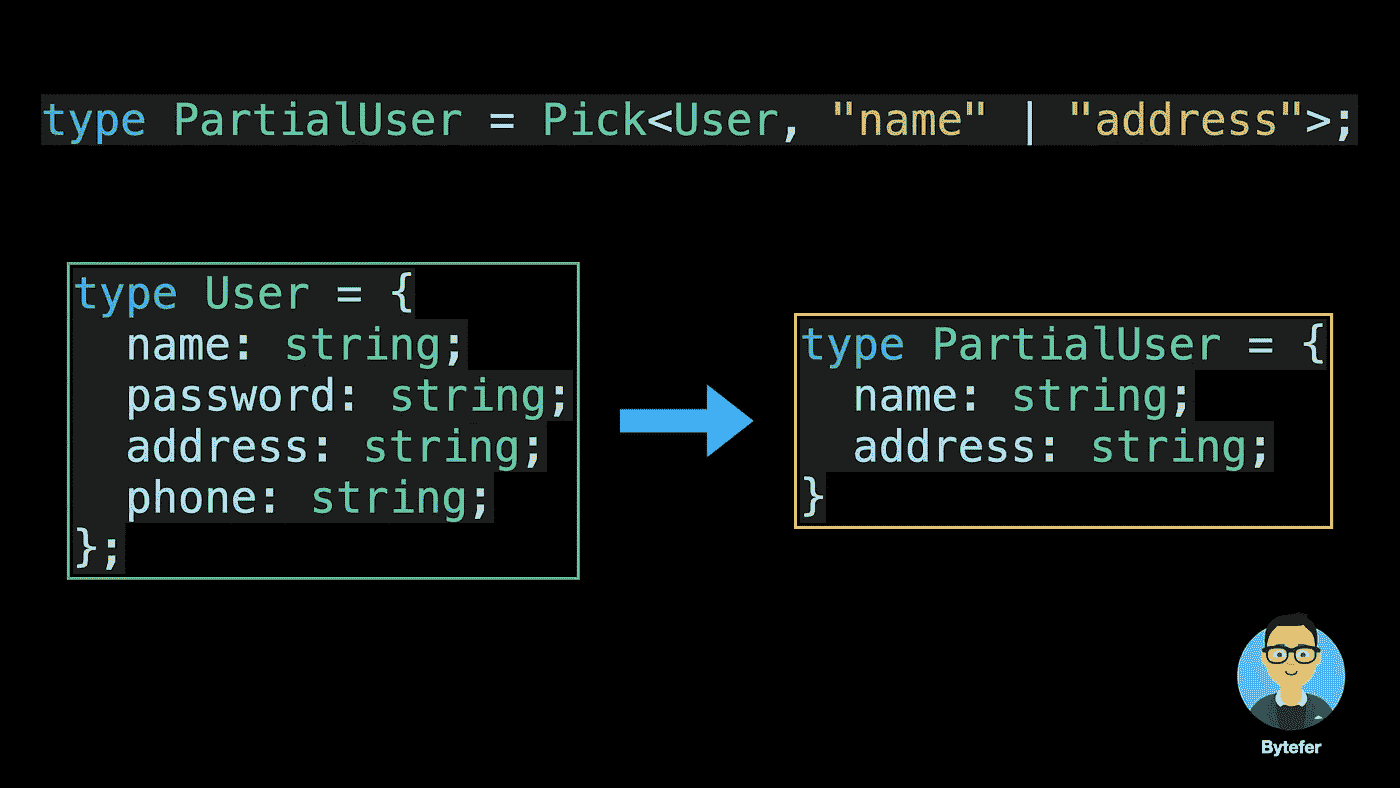 type PartialUser = Pick<User, "name" | "address">;
type User = {
  name: string;
  password: string;
  address: string;
  phone: string;
};
type PartialUser = {
  name: string;
  address: string;
}
Bytefer